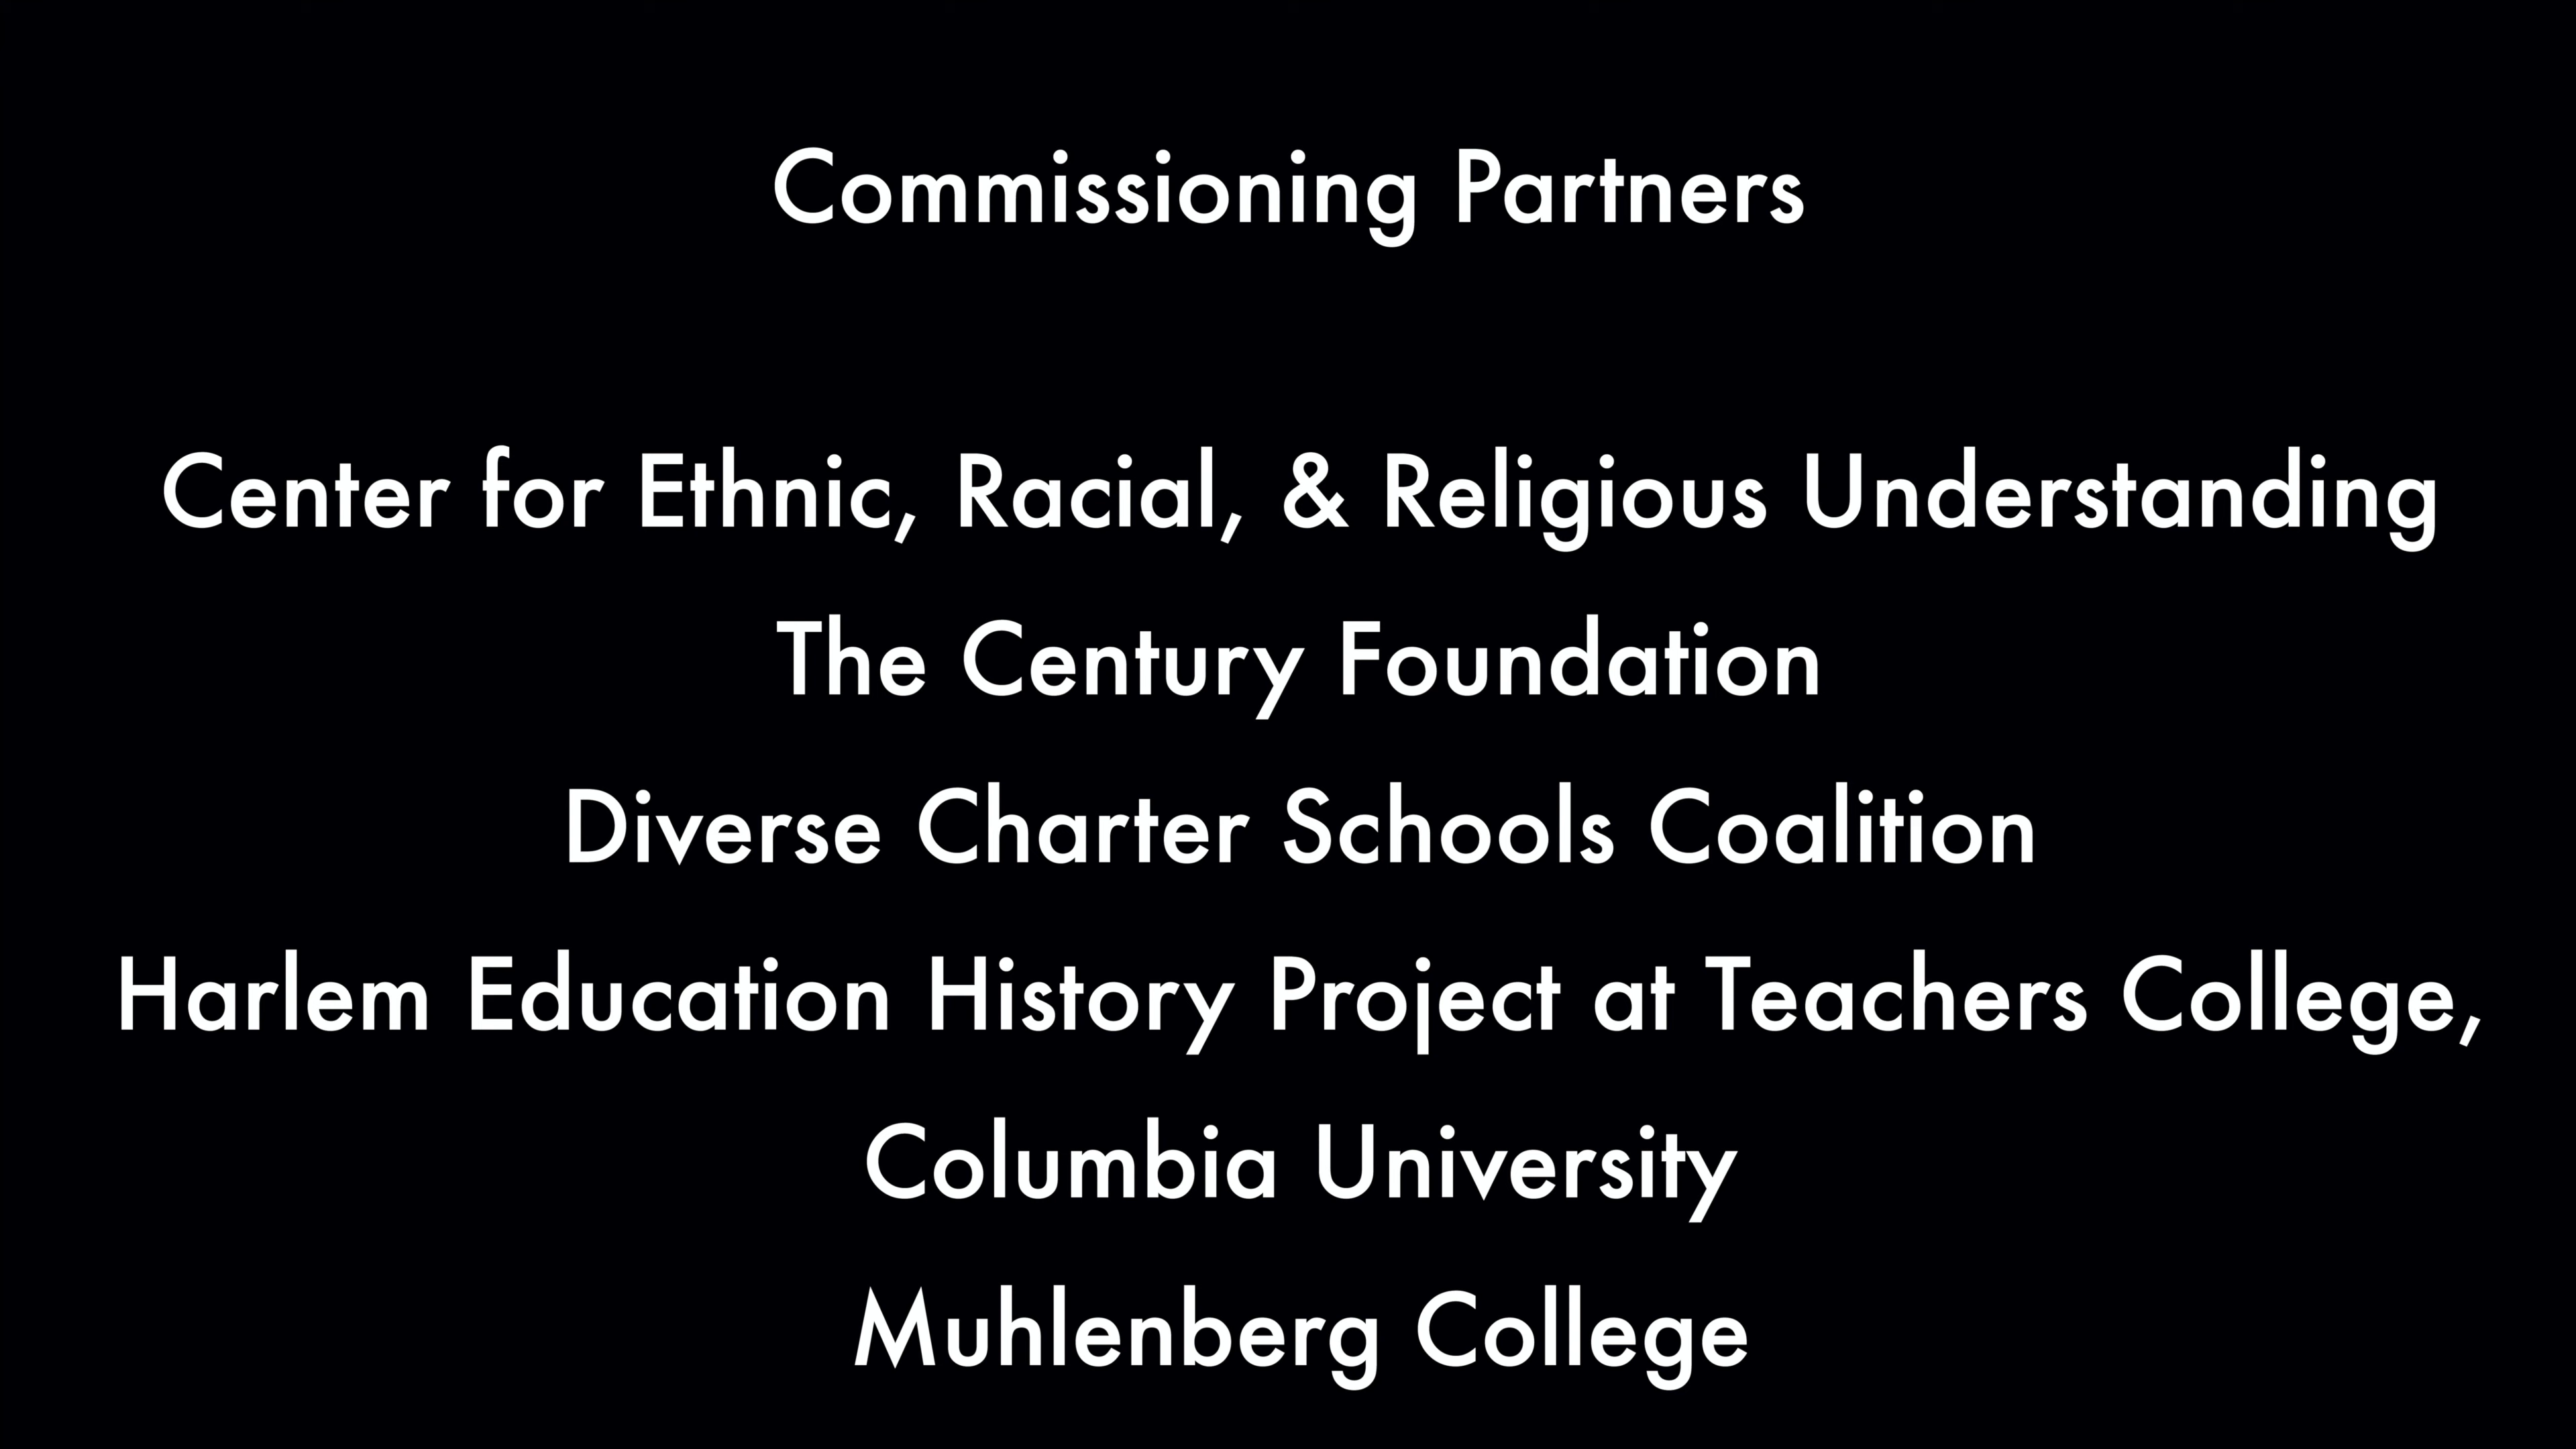 Commissioning Partners
Center for Ethnic, Racial, & Religious Understanding
The Century Foundation
Diverse Charter Schools Coalition
Harlem Education History Project at Teachers College,
Columbia University
Muhlenberg College